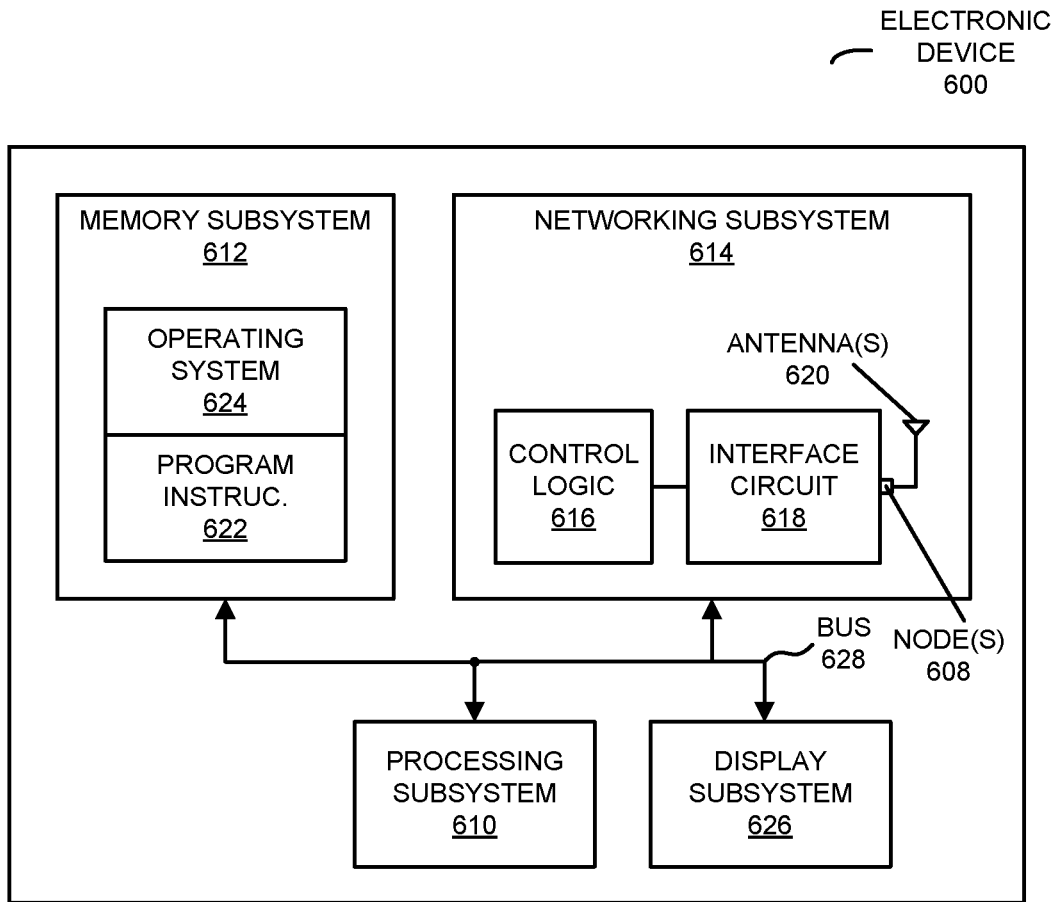 ELECTRONIC
DEVICE
600
MEMORY SUBSYSTEM
612
OPERATING
SYSTEM
624
PROGRAM
INSTRUC.
622
NETWORKING SUBSYSTEM
614
ANTENNA(S)
620
CONTROL
LOGIC
616
INTERFACE
CIRCUIT
618
NODE(S)
608
BUS
628
PROCESSING
SUBSYSTEM
610
DISPLAY
SUBSYSTEM
626